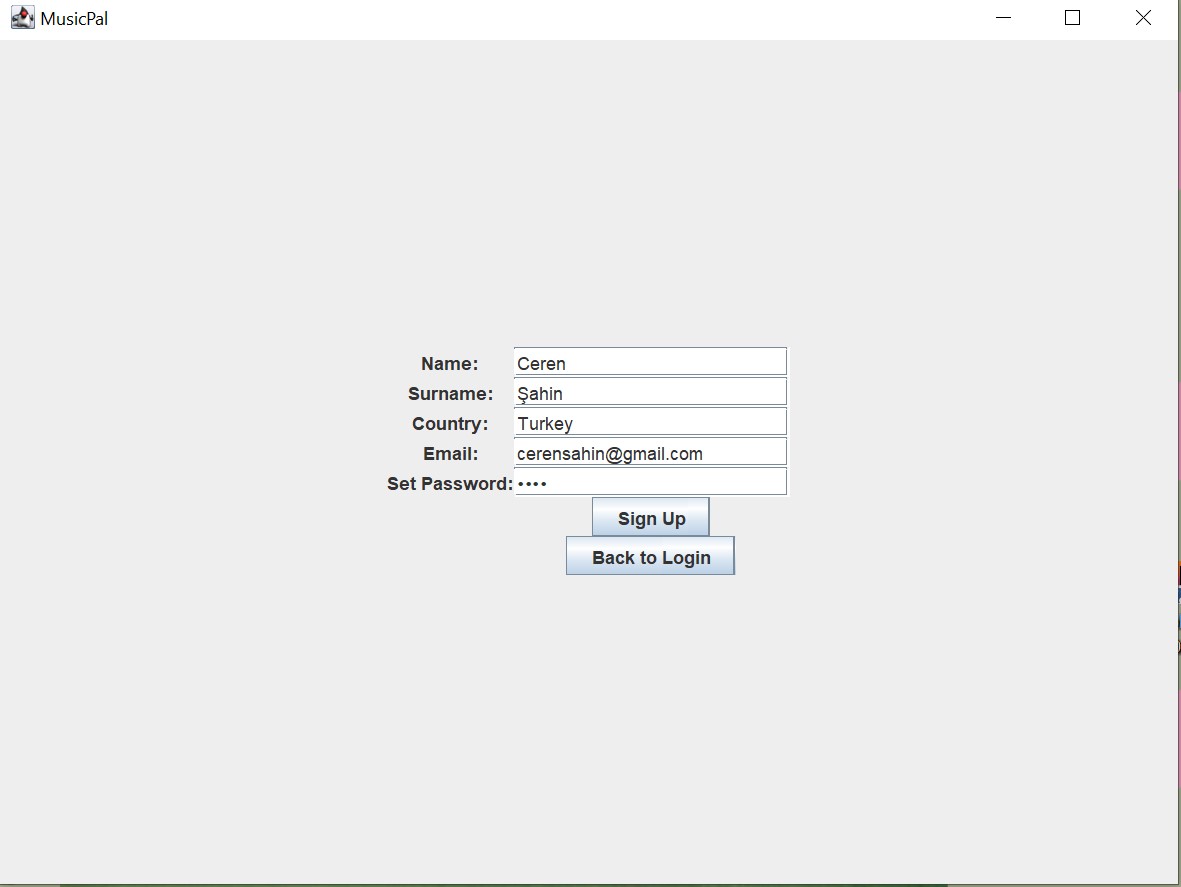 MusicPal
Name: Ceren
Surname: Şahin
Country: Turkey
Email: cerensahin@gmail.com
Set Password: ••••
Sign Up
Back to Login